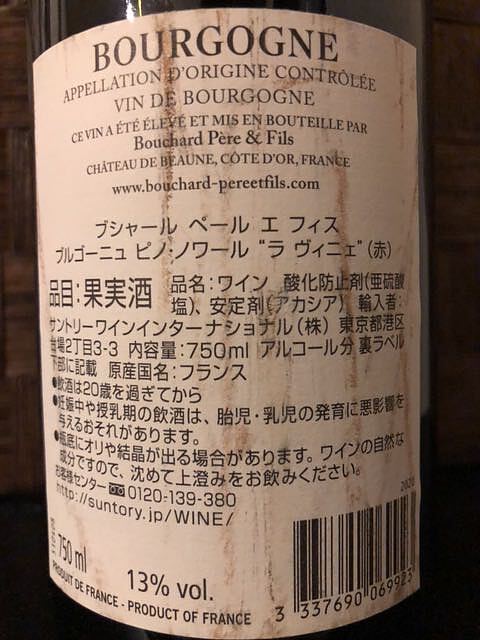 BOURGOGNE
APPELLATION D'ORIGINE CONTRÔLÉE
VIN DE BOURGOGNE
CE VIN A ÉTÉ ÉLEVÉ ET MIS EN BOUTEILLE PAR
Bouchard Père & Fils
CHÂTEAU DE BEAUNE, CÔTE D'OR, FRANCE
www.bouchard-pereetfils.com
ブシャール ペール エ フィス
ブルゴーニュ ピノ・ノワール "ラ ヴィニェ"(赤)
品目:果実酒 品名:ワイン 酸化防止剤(亜硫酸
塩)、安定剤(アカシア) 輸入者:
サントリーワインインターナショナル(株) 東京都港区
台場2丁目3-3 内容量:750ml アルコール分 裏ラベル
下部に記載 原産国名:フランス
●飲酒は20歳を過ぎてから
●妊娠中や授乳期の飲酒は、胎児・乳児の発育に悪影響を
与えるおそれがあります。
●瓶底にオリや結晶が出る場合があります。ワインの自然な
成分ですので、沈めて上澄みをお飲みください。
お客様センター 0120-139-380
http://suntory.jp/WINE/
2020
750 ml
13% vol.
PRODUIT DE FRANCE - PRODUCT OF FRANCE
3 337690 069923